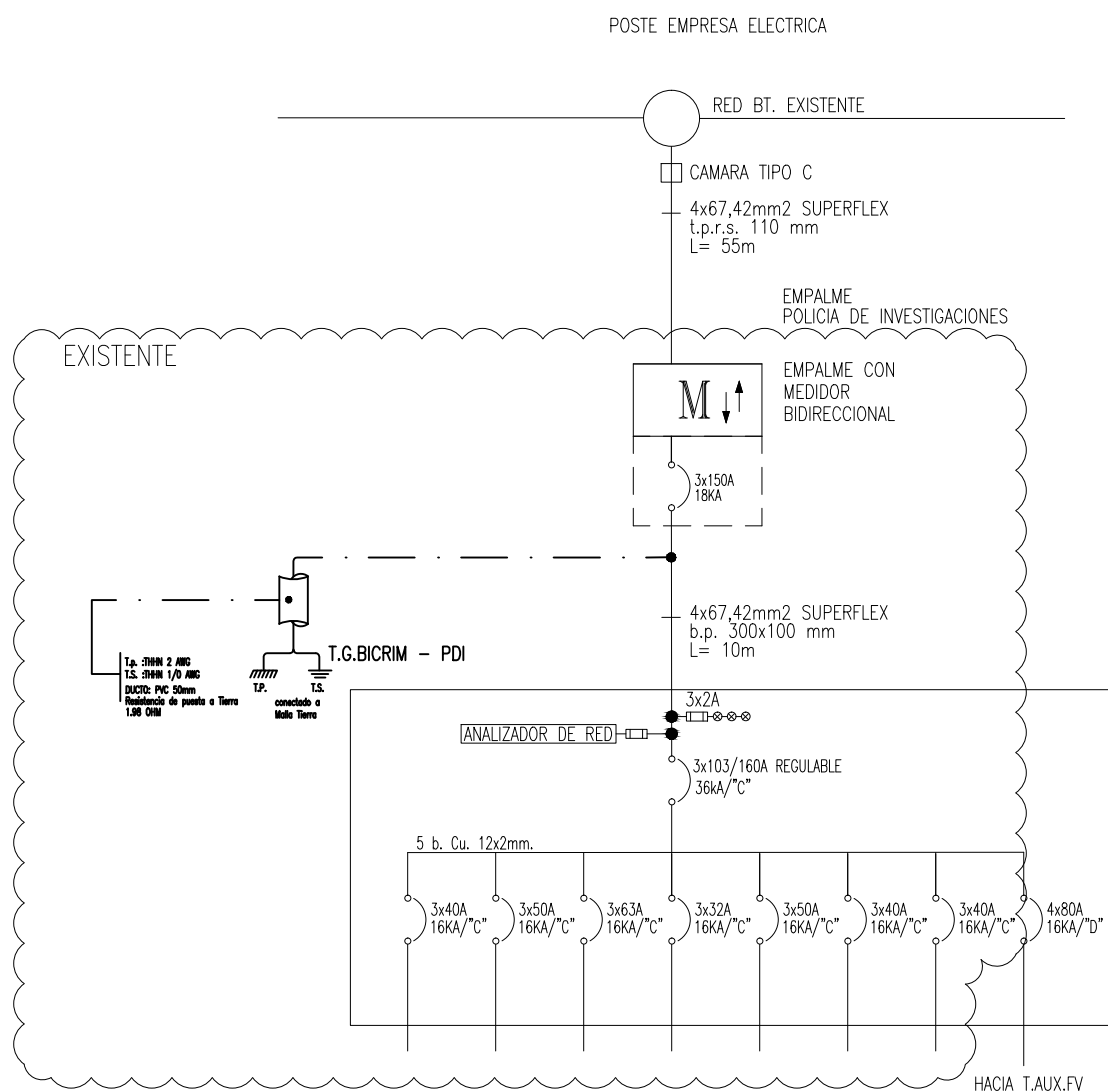 POSTE EMPRESA ELECTRICA
RED BT. EXISTENTE
CAMARA TIPO C
4x67,42mm2 SUPERFLEX
t.p.r.s. 110 mm
L= 55m
EMPALME
POLICIA DE INVESTIGACIONES
EXISTENTE
EMPALME CON
MEDIDOR
BIDIRECCIONAL
M
3x150A
18KA
4x67,42mm2 SUPERFLEX
b.p. 300x100 mm
L= 10m
T.G.BICRIM - PDI
T.p. :THHN 2 AWG
T.S. :THHN 1/0 AWG
DUCTO: PVC 50mm
Resistencia de puesta a Tierra
1.98 OHM
T.P.
T.S.
conectado a
Malla Tierra
3x2A
ANALIZADOR DE RED
3x103/160A REGULABLE
36kA/"C"
5 b. Cu. 12x2mm.
3x40A
16KA/"C"
3x50A
16KA/"C"
3x63A
16KA/"C"
3x32A
16KA/"C"
3x50A
16KA/"C"
3x40A
16KA/"C"
3x40A
16KA/"C"
4x80A
16KA/"D"
HACIA T.AUX.FV